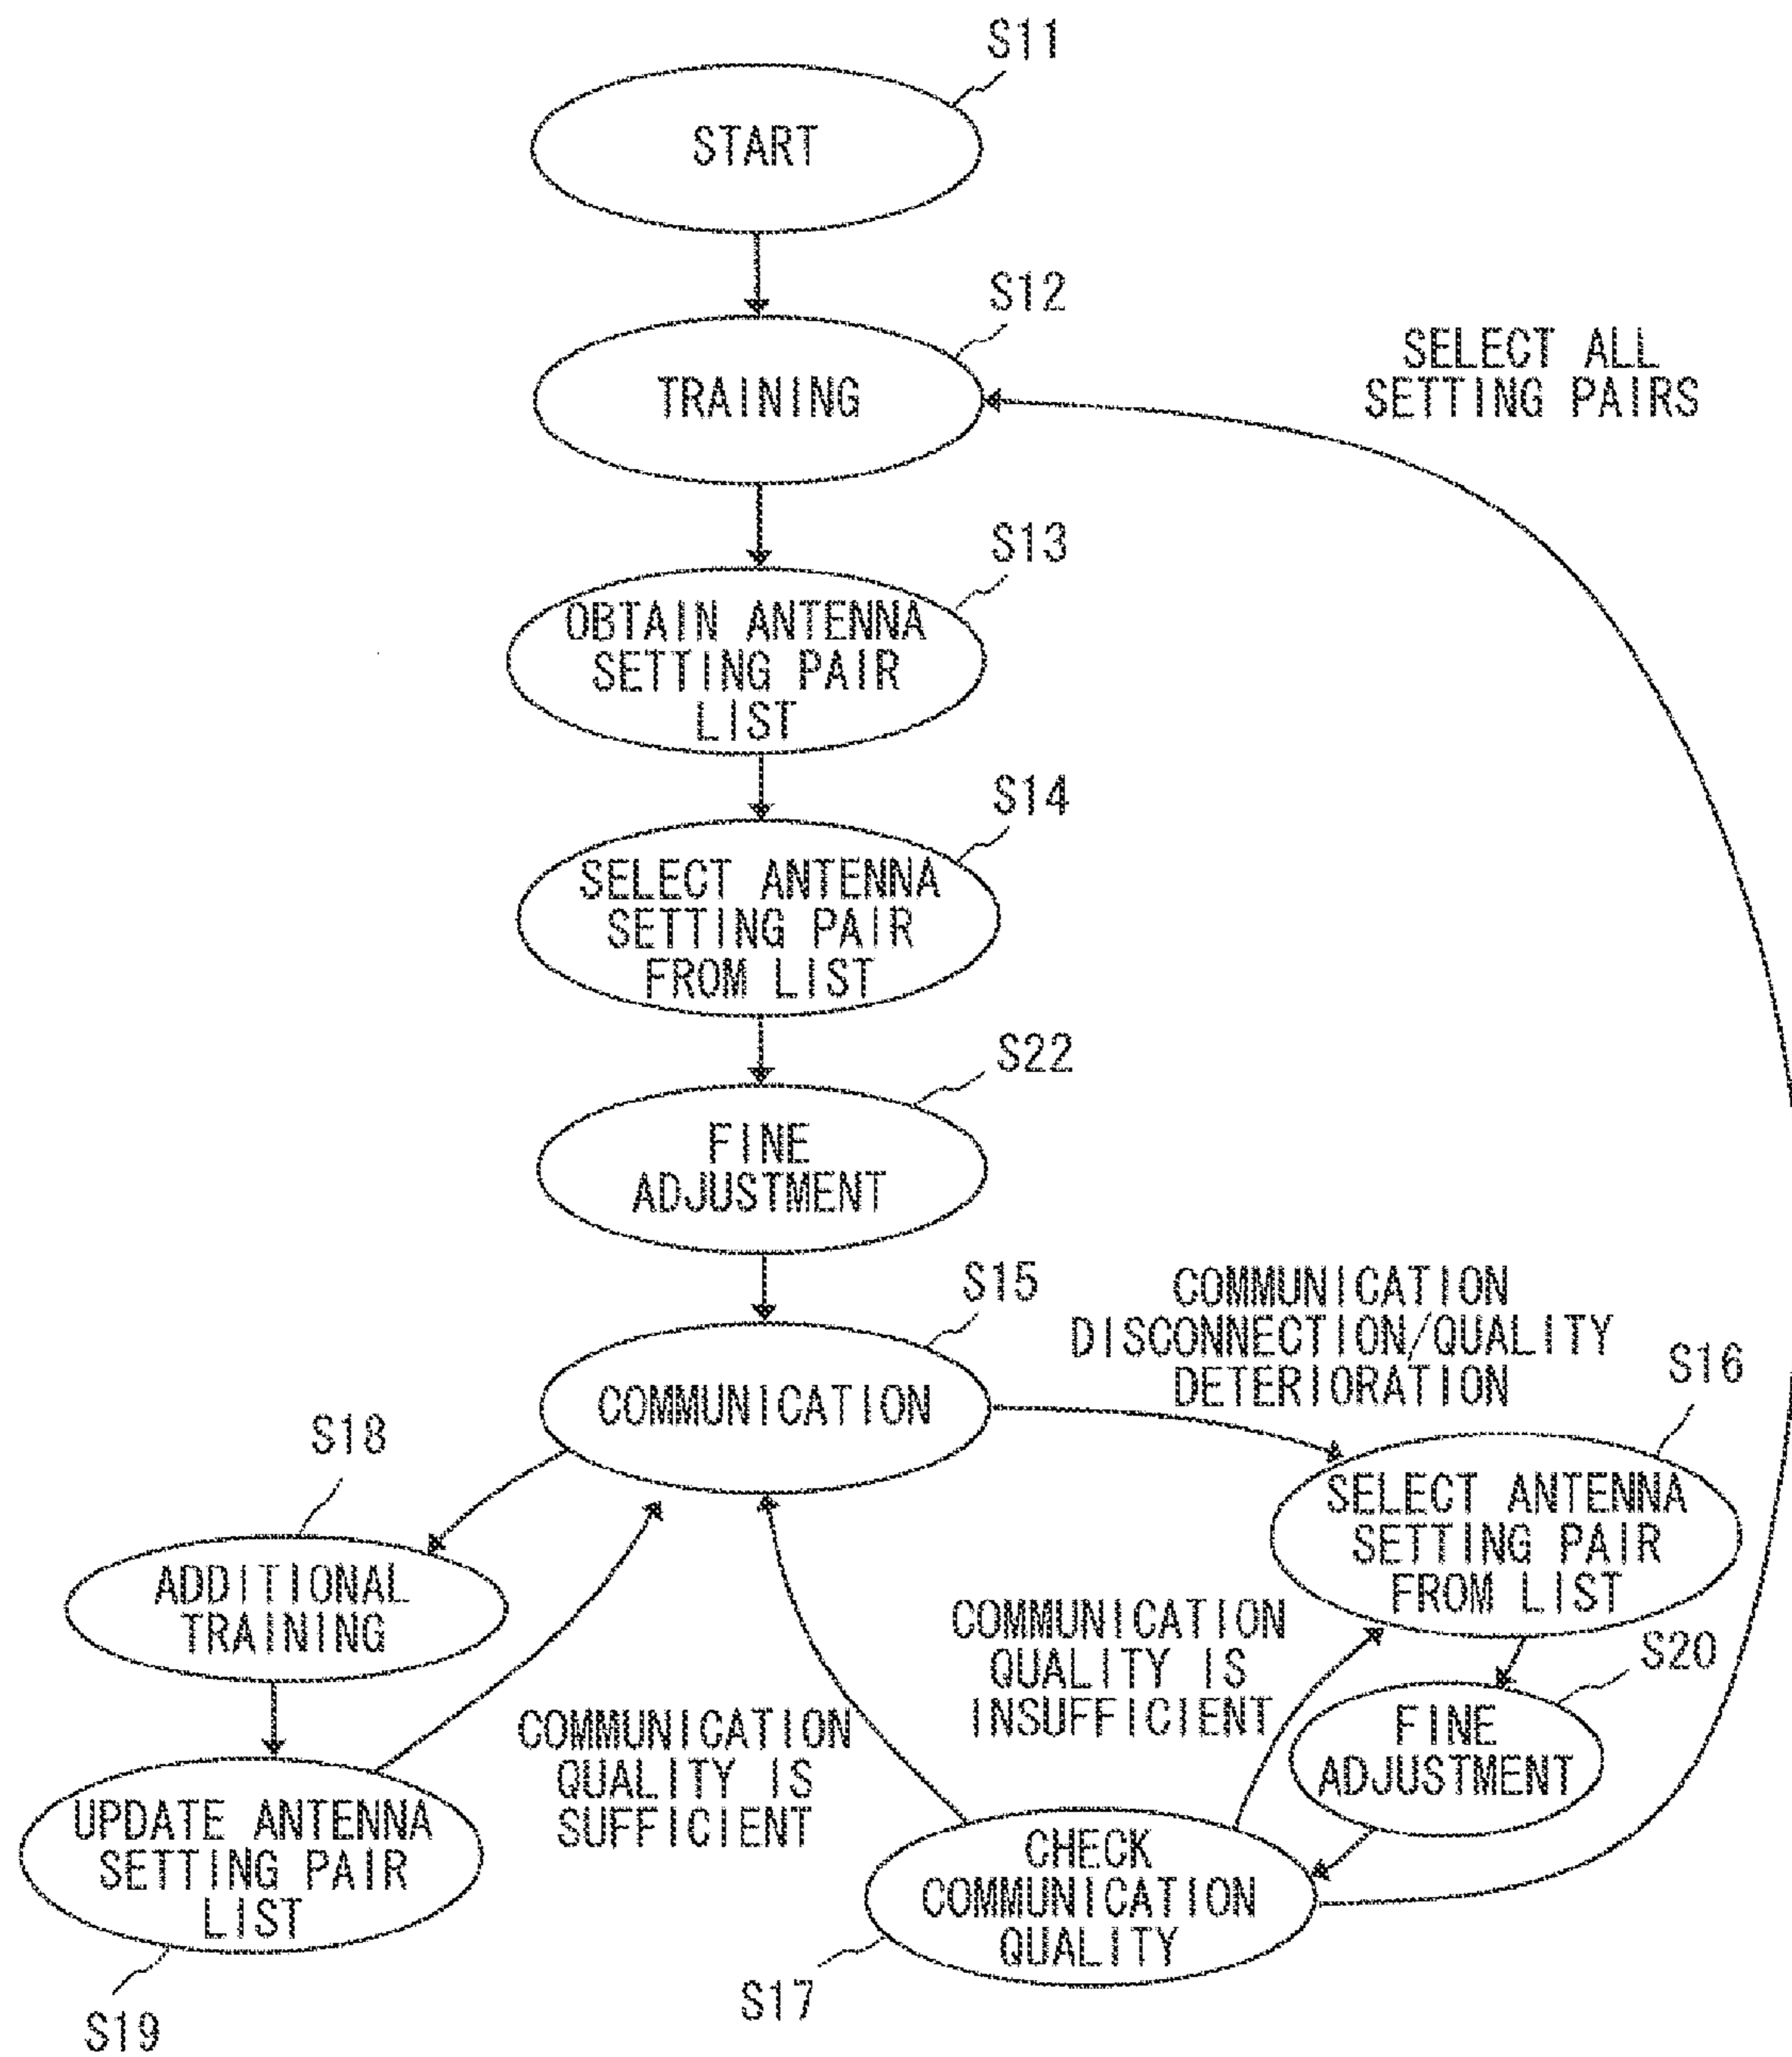 S11
START
S12
TRAINING
SELECT ALL
SETTING PAIRS
S13
OBTAIN ANTENNA
SETTING PAIR
LIST
S14
SELECT ANTENNA
SETTING PAIR
FROM LIST
S22
FINE
ADJUSTMENT
S15
COMMUNICATION
COMMUNICATION
DISCONNECTION/QUALITY
DETERIORATION
S16
SELECT ANTENNA
SETTING PAIR
FROM LIST
S18
ADDITIONAL
TRAINING
COMMUNICATION
QUALITY IS
INSUFFICIENT
S20
FINE
ADJUSTMENT
COMMUNICATION
QUALITY IS
SUFFICIENT
UPDATE ANTENNA
SETTING PAIR
LIST
S19
CHECK
COMMUNICATION
QUALITY
S17